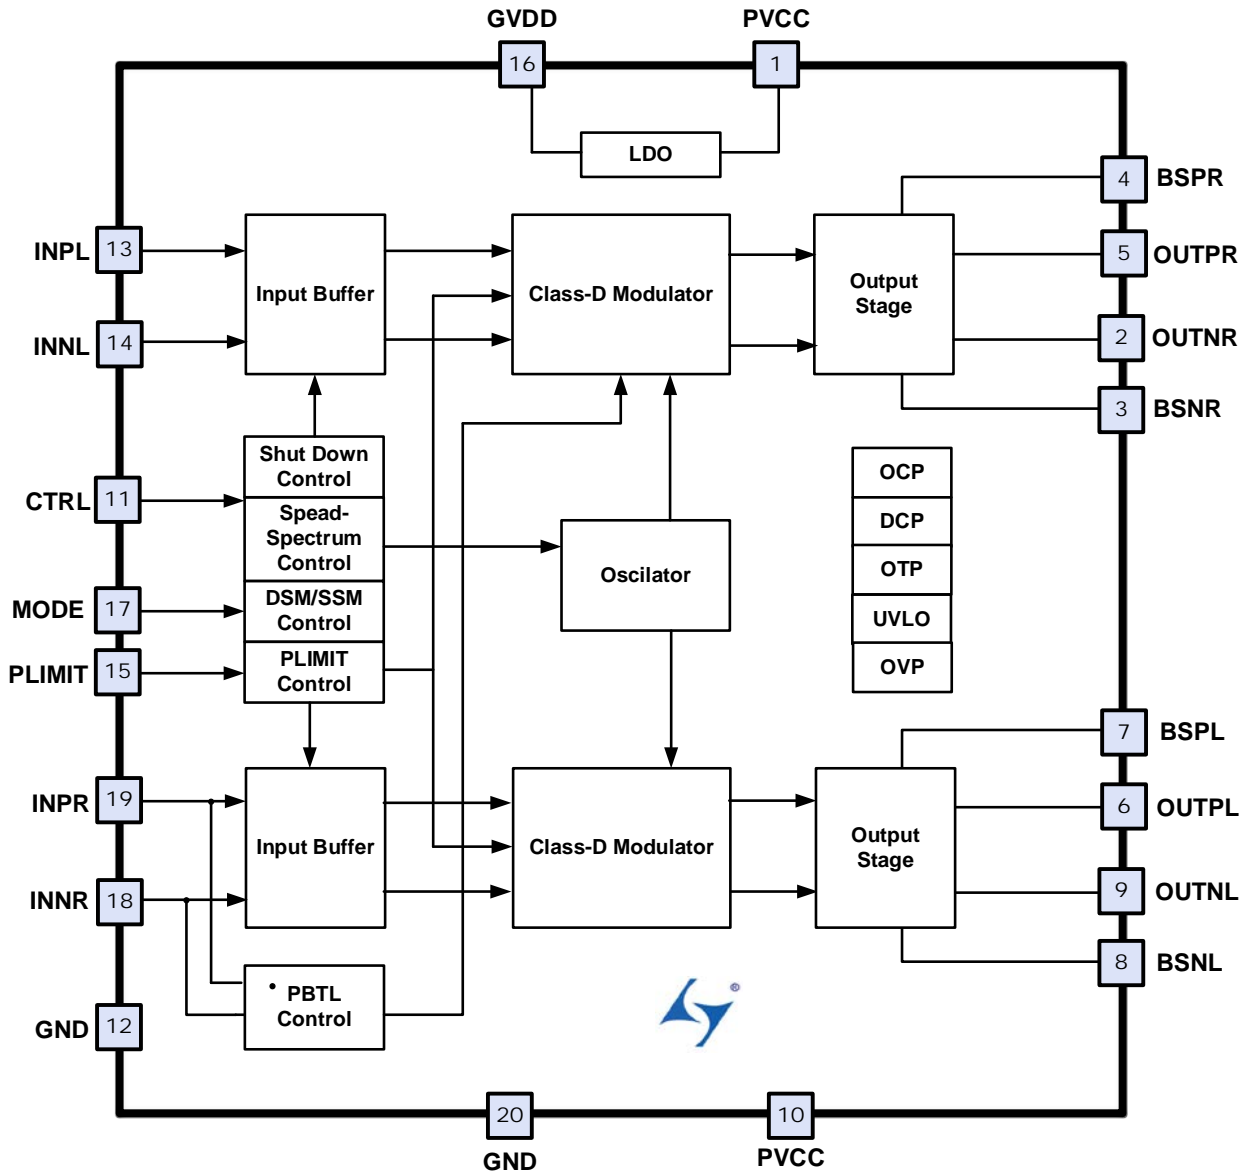 GVDD
PVCC
16
1
LDO
4
BSPR
INPL
13
Input Buffer
Class-D Modulator
Output
Stage
5
OUTPR
INNL
14
2
OUTNR
3
BSNR
CTRL
11
Shut Down
Control
Spead-
Spectrum
Control
DSM/SSM
Control
PLIMIT
Control
MODE
17
PLIMIT
15
Oscilator
OCP
DCP
OTP
UVLO
OVP
7
BSPL
INPR
19
Input Buffer
Class-D Modulator
Output
Stage
6
OUTPL
INNR
18
9
OUTNL
8
BSNL
PBTL
Control
®
GND
12
20
10
GND
PVCC